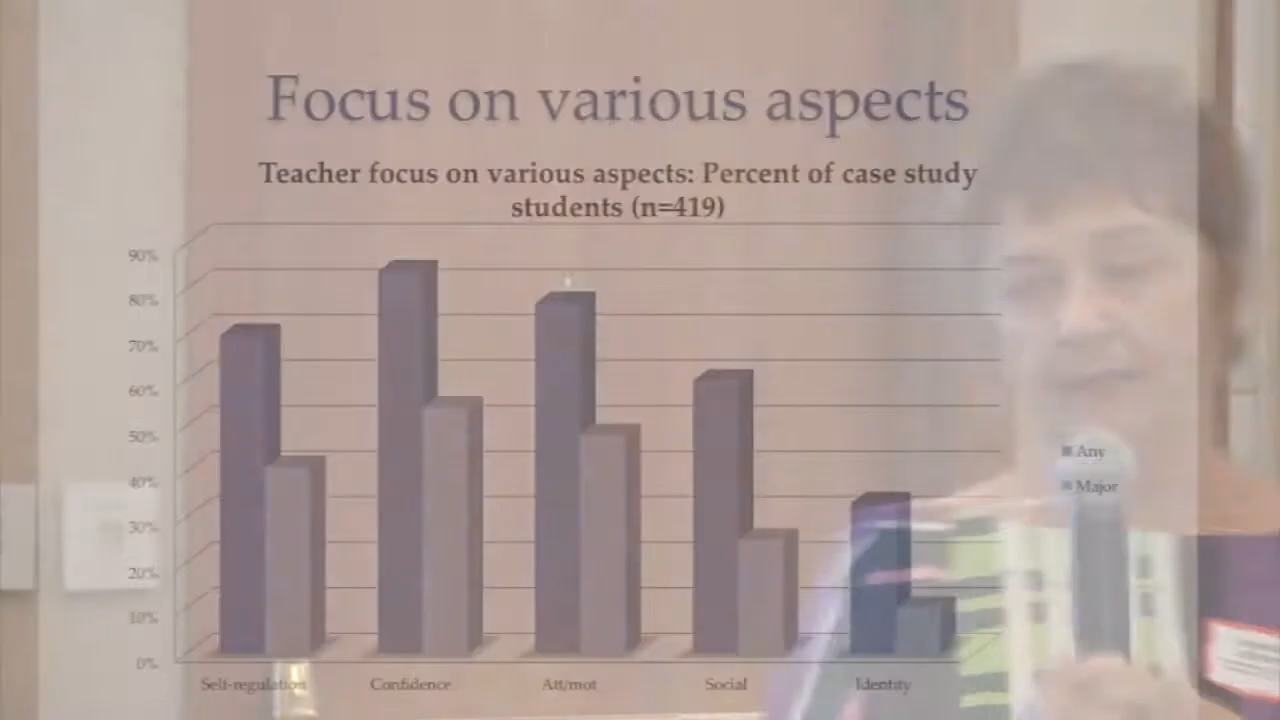 Focus on various aspects
Teacher focus on various aspects: Percent of case study
students (n=419)
90%
80%
70%
60%
50%
40%
30%
20%
10%
0%
Any
Major
Self-regulation
Confidence
Att/mot
Social
Identity